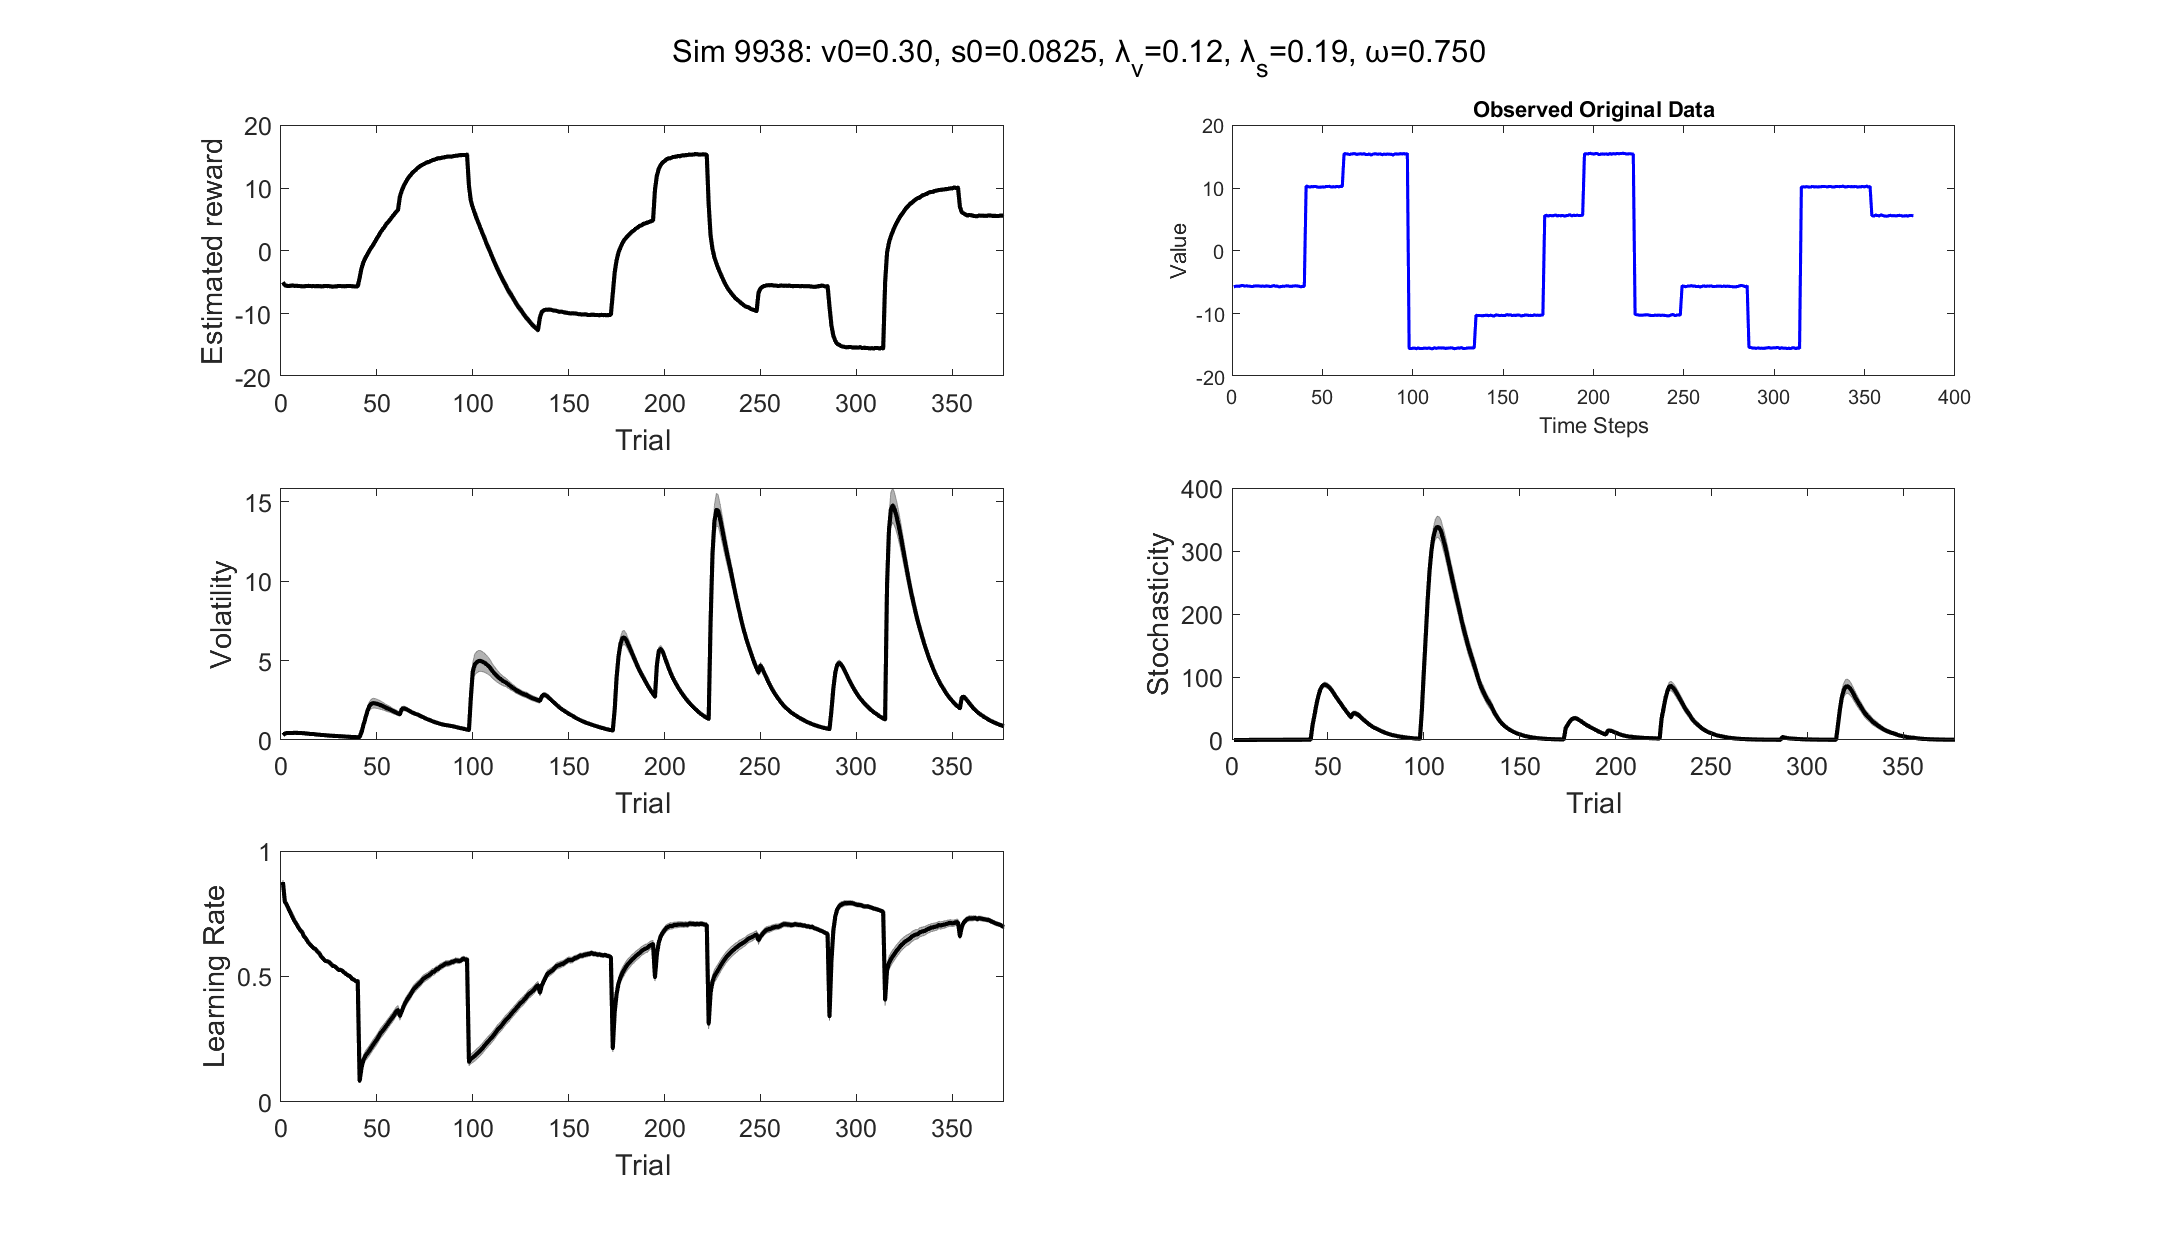 Sim 9938: v0=0.30, s0=0.0825, λ_v=0.12, λ_s=0.19, ω=0.750
Estimated reward
20
10
0
-10
-20
0 50 100 150 200 250 300 350
Trial
Observed Original Data
Value
20
10
0
-10
-20
0 50 100 150 200 250 300 350 400
Time Steps
Volatility
15
10
5
0
0 50 100 150 200 250 300 350
Trial
Stochasticity
400
300
200
100
0
0 50 100 150 200 250 300 350
Trial
Learning Rate
1
0.5
0
0 50 100 150 200 250 300 350
Trial